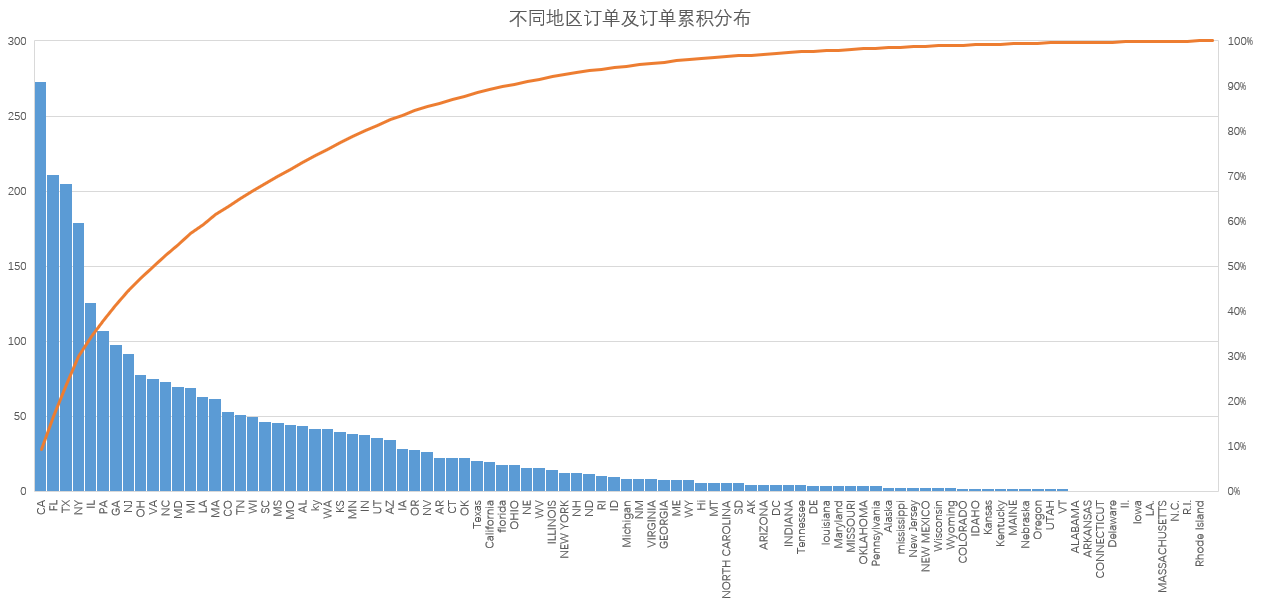 不同地区订单及订单累积分布
300
250
200
150
100
50
0
100%
90%
80%
70%
60%
50%
40%
30%
20%
10%
0%
CA
FL
TX
NY
IL
PA
GA
NJ
OH
VA
NC
MD
MI
LA
MA
CO
TN
WI
SC
MS
MO
AL
ky
WA
KS
MN
IN
UT
AZ
IA
OR
NV
AR
CT
OK
Texas
California
florida
OHIO
NE
WV
ILLINOIS
NEW YORK
NH
ND
RI
ID
Michigan
NM
VIRGINIA
GEORGIA
ME
WY
Hi
MT
NORTH CAROLINA
SD
AK
ARIZONA
DC
INDIANA
Tennessee
DE
louisiana
Maryland
MISSOURI
OKLAHOMA
Pennsylvania
Alaska
mississippi
New Jersey
NEW MEXICO
Wisconsin
Wyoming
COLORADO
IDAHO
Kansas
Kentucky
MAINE
Nebraska
Oregon
UTAH
VT
ALABAMA
ARKANSAS
CONNECTICUT
Delaware
Il.
Iowa
LA.
MASSACHUSETTS
N.C.
R.I.
Rhode Island